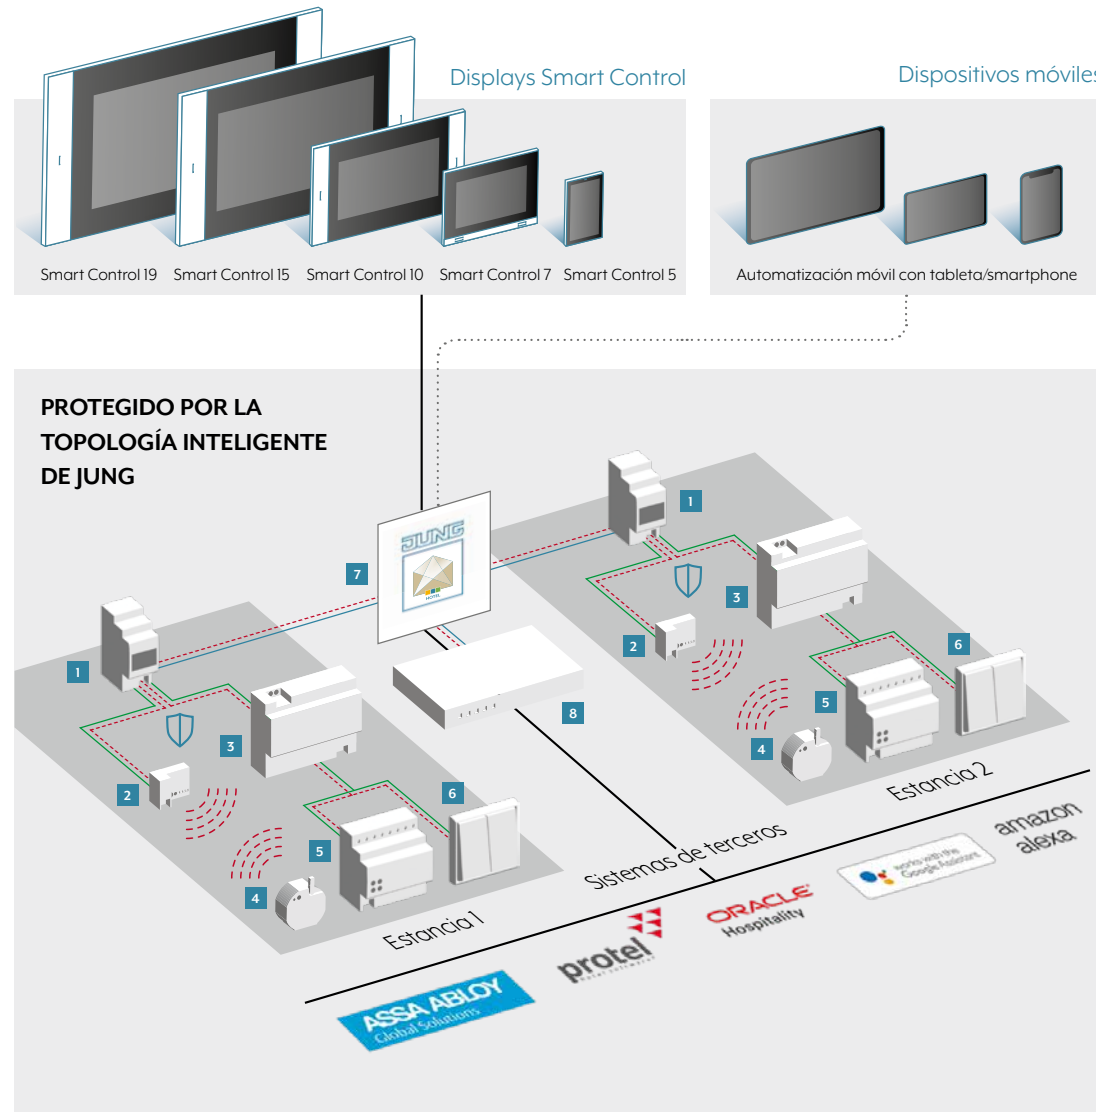 Displays Smart Control
Dispositivos móviles
Smart Control 19
Smart Control 15
Smart Control 10
Smart Control 7
Smart Control 5
Automatización móvil con tableta/smartphone
PROTEGIDO POR LA
TOPOLOGÍA INTELIGENTE
DE JUNG
1
JUNG
HOTEL
7
3
2
6
1
5
8
3
4
2
6
Estancia 2
5
4
Estancia 1
Sistemas de terceros
amazon
alexa
works with the
Google Assistant
ORACLE
Hospitality
protel
hotel software
ASSA ABLOY
Global Solutions